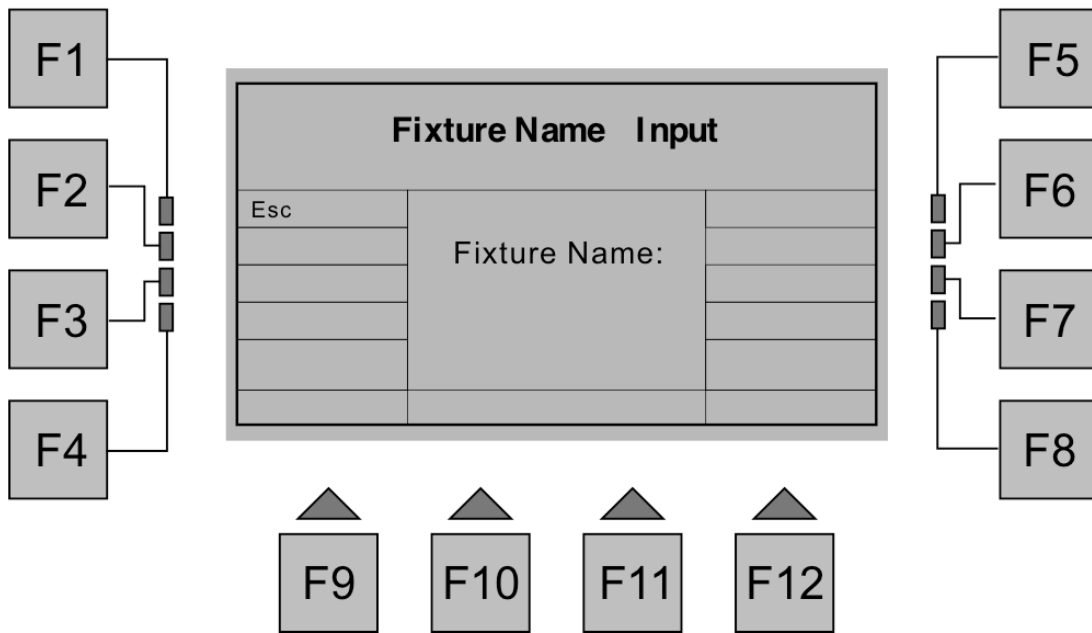 F1
F5
Fixture Name Input
F2
F6
Esc
Fixture Name:
F3
F7
F4
F8
F9 F10 F11 F12